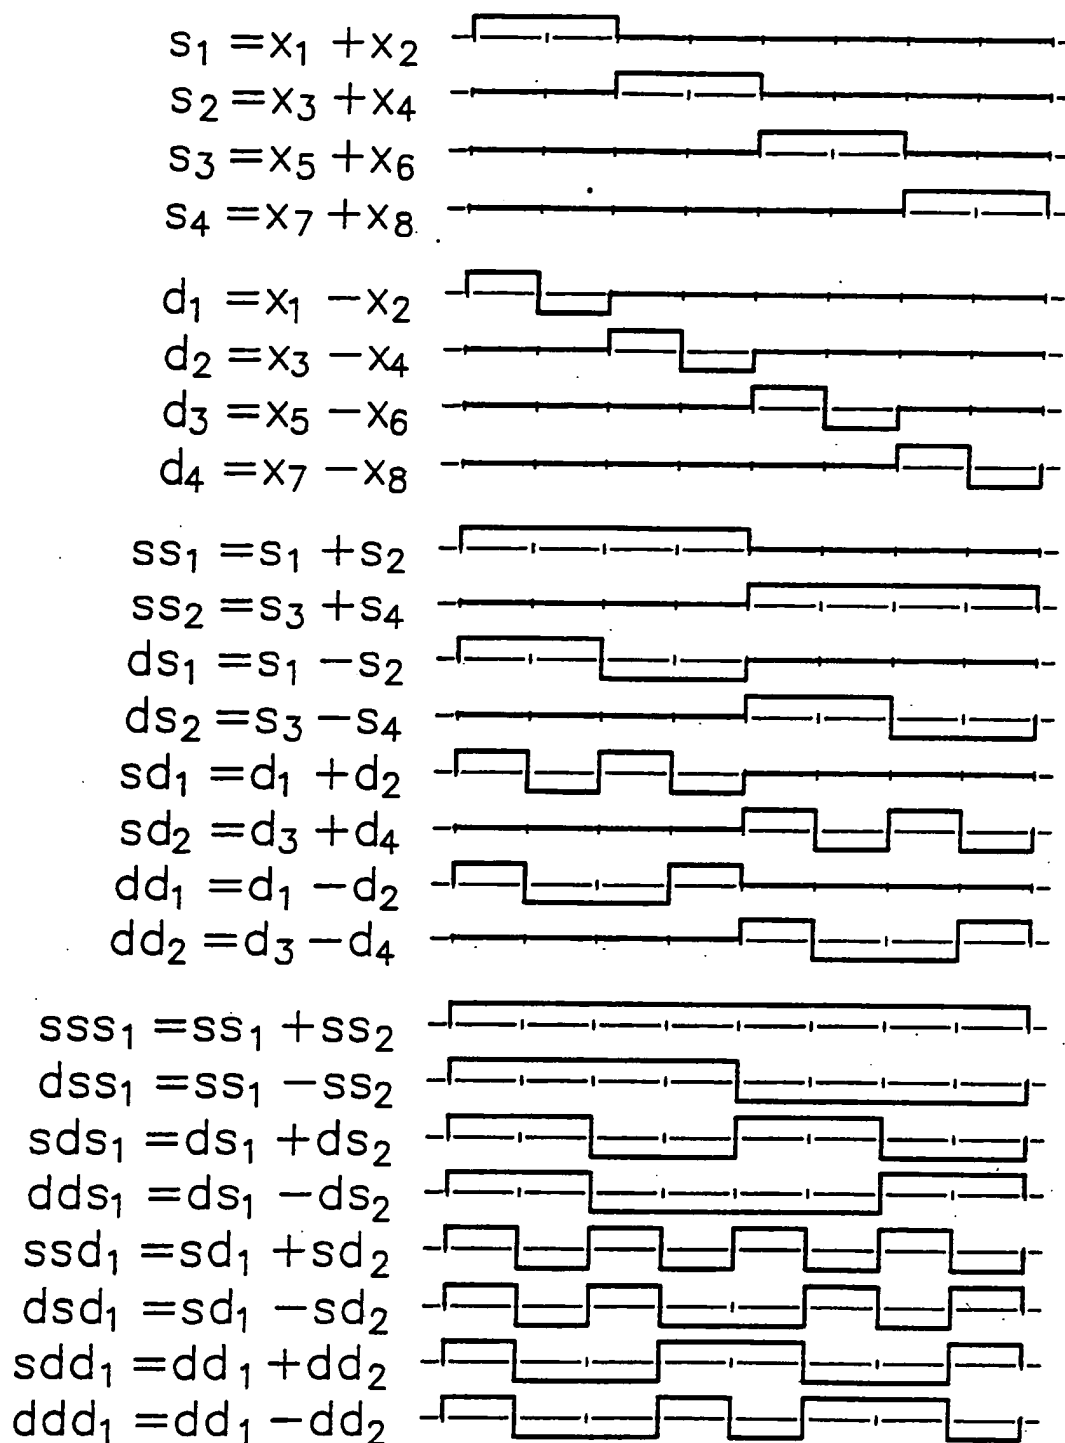 s₁ = x₁ + x₂
s₂ = x₃ + x₄
s₃ = x₅ + x₆
s₄ = x₇ + x₈
d₁ = x₁ − x₂
d₂ = x₃ − x₄
d₃ = x₅ − x₆
d₄ = x₇ − x₈
ss₁ = s₁ + s₂
ss₂ = s₃ + s₄
ds₁ = s₁ − s₂
ds₂ = s₃ − s₄
sd₁ = d₁ + d₂
sd₂ = d₃ + d₄
dd₁ = d₁ − d₂
dd₂ = d₃ − d₄
sss₁ = ss₁ + ss₂
dss₁ = ss₁ − ss₂
sds₁ = ds₁ + ds₂
dds₁ = ds₁ − ds₂
ssd₁ = sd₁ + sd₂
dsd₁ = sd₁ − sd₂
sdd₁ = dd₁ + dd₂
ddd₁ = dd₁ − dd₂